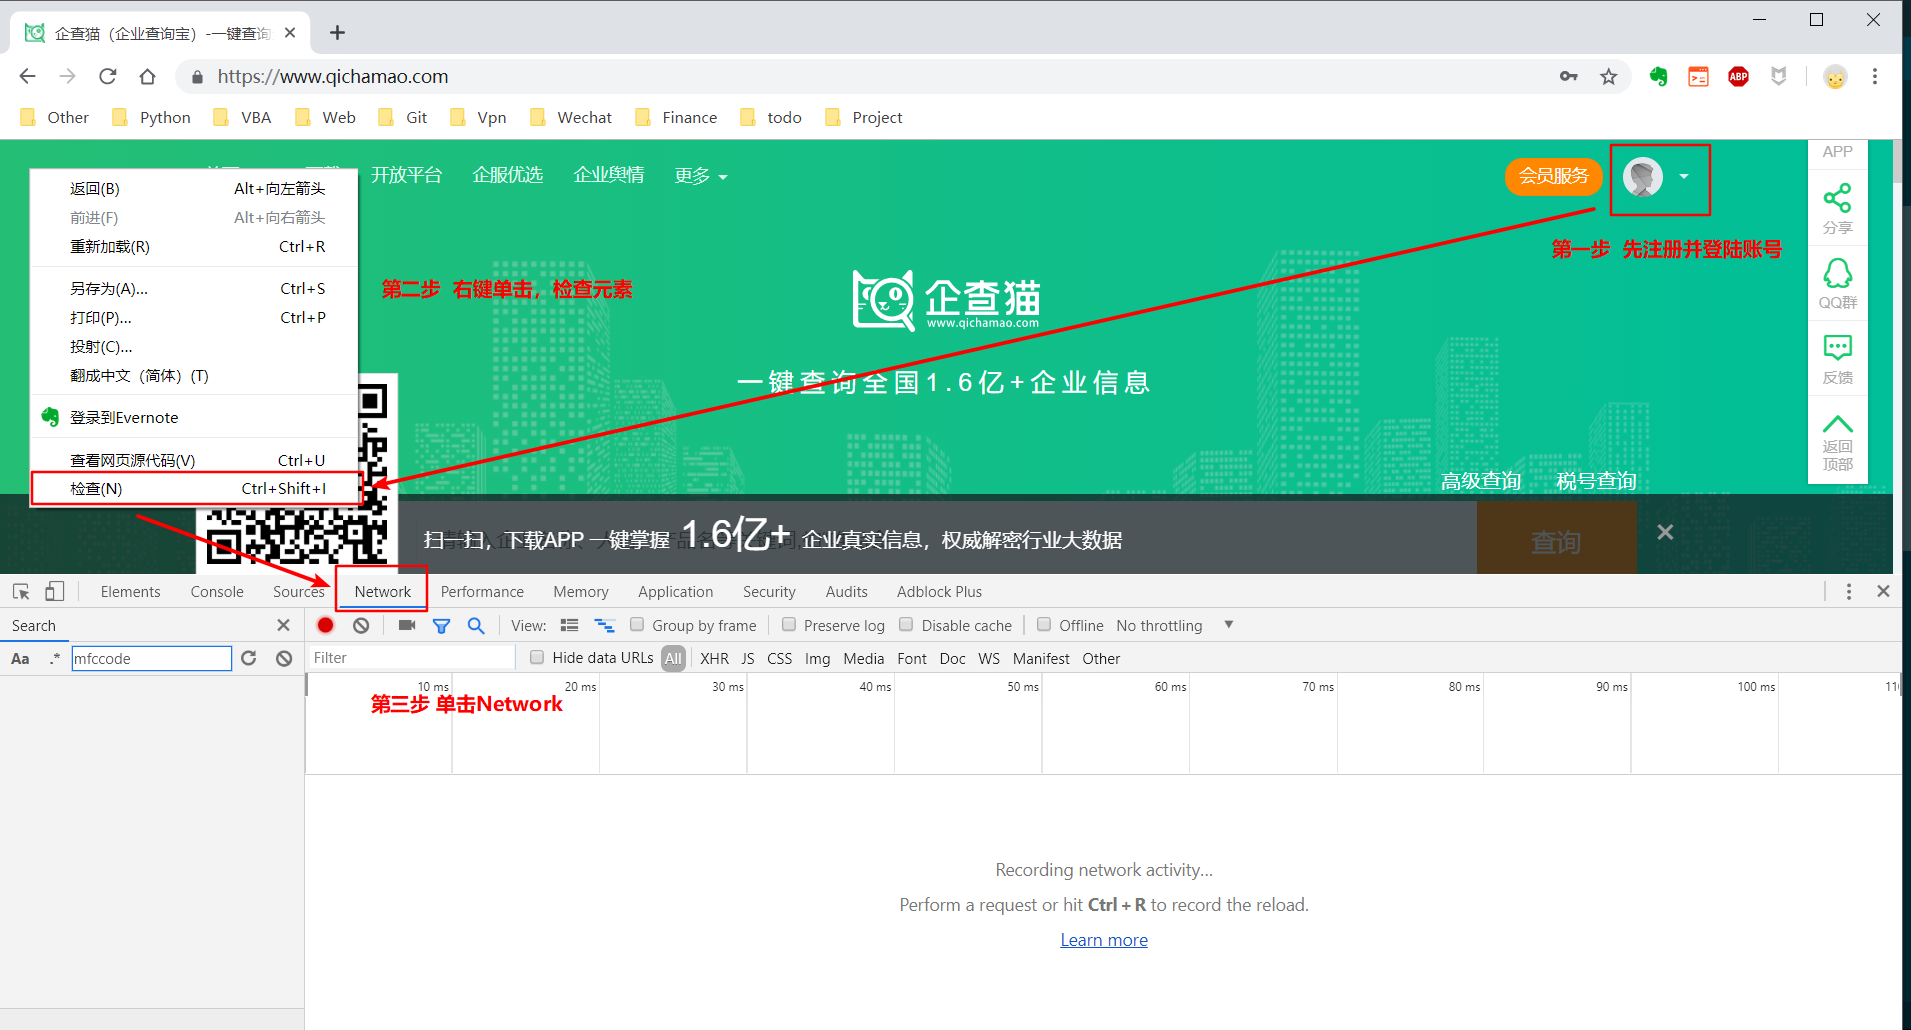 企查猫（企业查询宝）-一键查询
https://www.qichamao.com
ABP
Other Python VBA Web Git Vpn Wechat Finance todo Project
开放平台 企服优选 企业舆情 更多
会员服务
APP
分享
QQ群
反馈
返回
顶部
第一步 先注册并登陆账号
返回(B) Alt+向左箭头
前进(F) Alt+向右箭头
重新加载(R) Ctrl+R
另存为(A)... Ctrl+S
打印(P)... Ctrl+P
投射(C)...
翻成中文（简体）(T)
登录到Evernote
查看网页源代码(V) Ctrl+U
检查(N) Ctrl+Shift+I
第二步 右键单击，检查元素
企查猫
www.qichamao.com
一键查询全国1.6亿+企业信息
高级查询 税号查询
扫一扫，下载APP 一键掌握 1.6亿+ 企业真实信息，权威解密行业大数据
查询
Elements Console Sources Network Performance Memory Application Security Audits Adblock Plus
Search
View: Group by frame Preserve log Disable cache Offline No throttling
Aa .* mfccode
Filter Hide data URLs All XHR JS CSS Img Media Font Doc WS Manifest Other
10 ms 20 ms 30 ms 40 ms 50 ms 60 ms 70 ms 80 ms 90 ms 100 ms
第三步 单击Network
Recording network activity...
Perform a request or hit Ctrl + R to record the reload.
Learn more